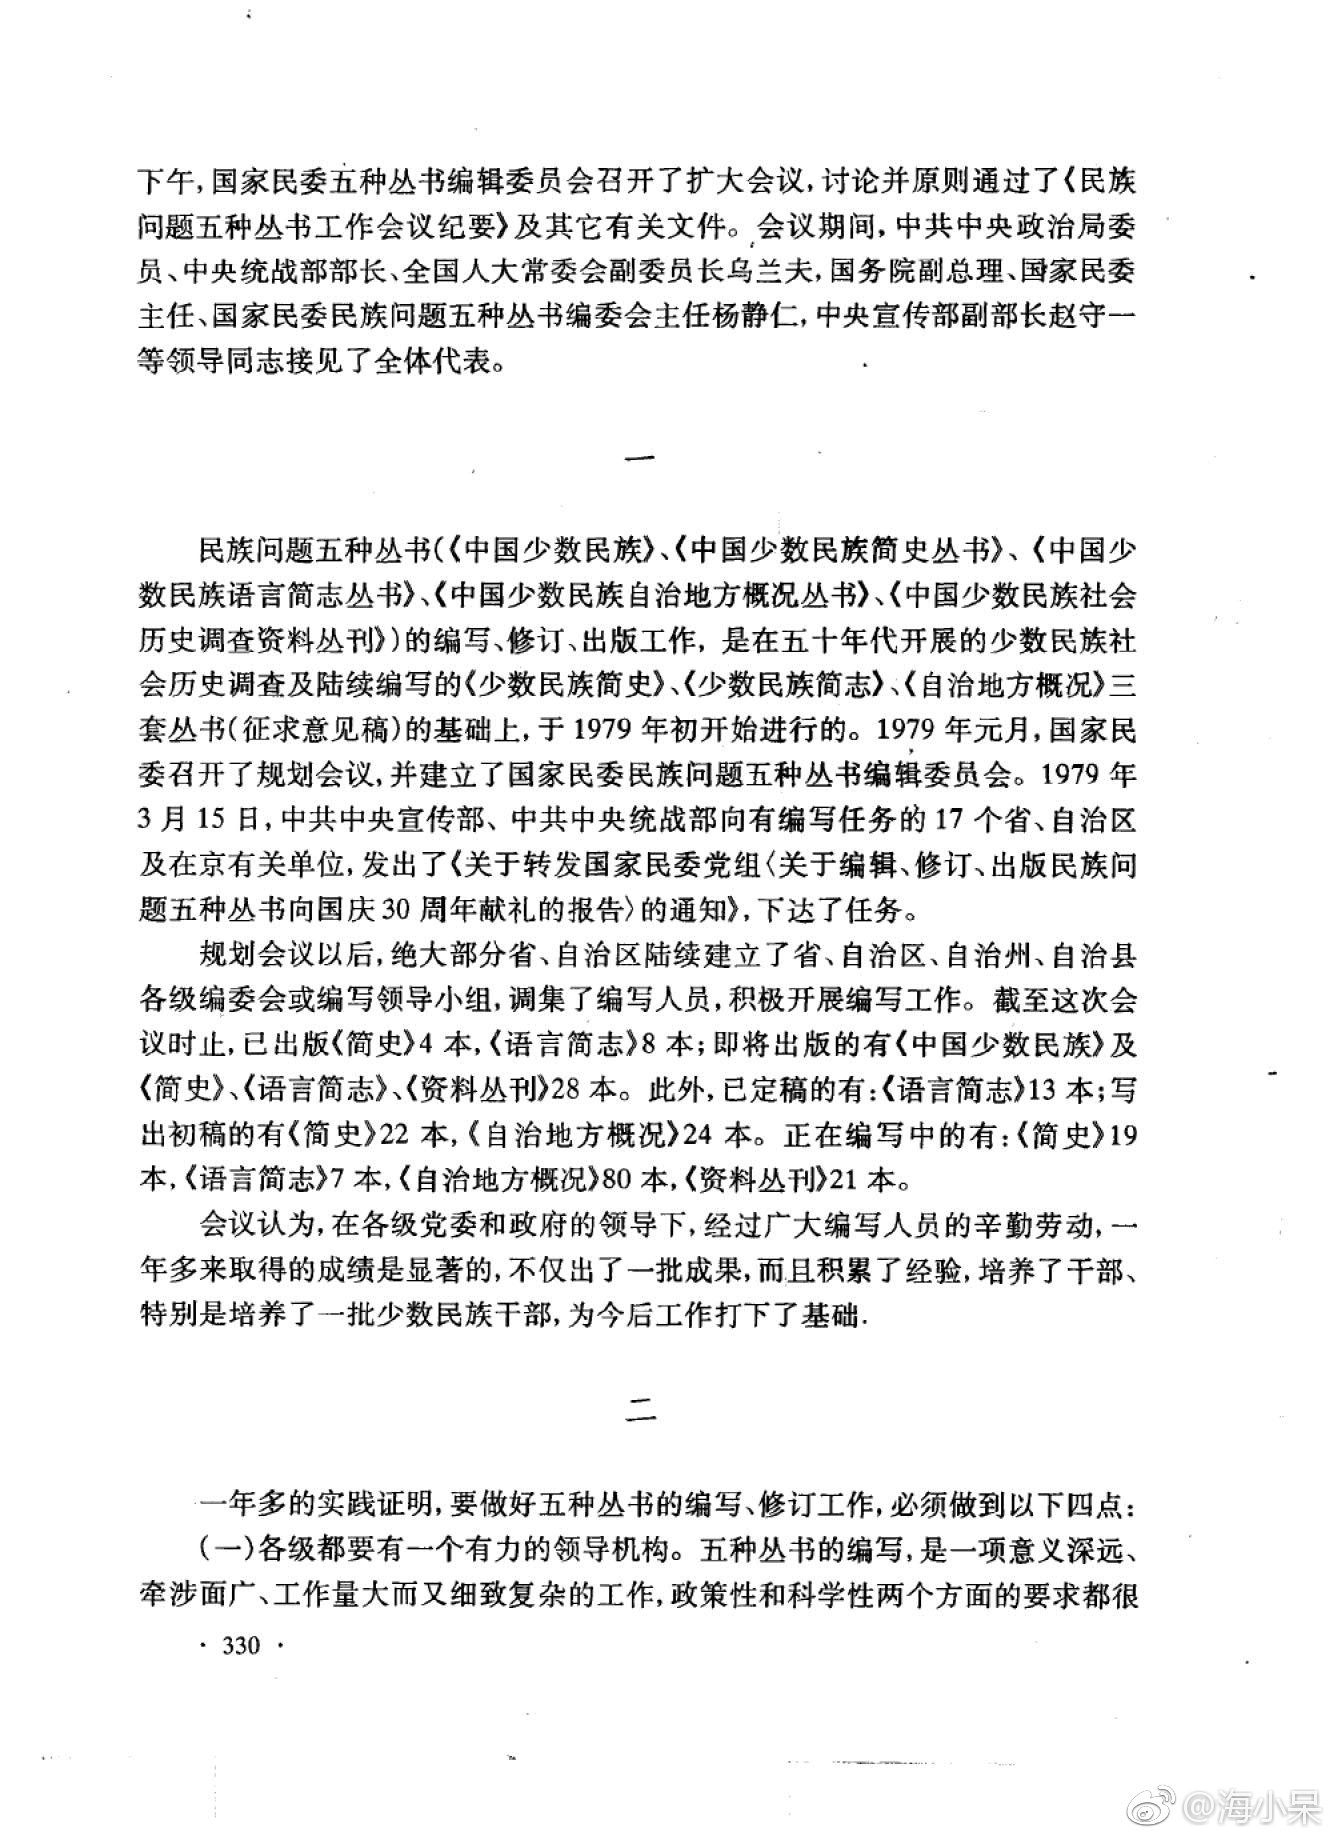 下午,国家民委五种丛书编辑委员会召开了扩大会议,讨论并原则通过了《民族
问题五种丛书工作会议纪要》及其它有关文件。会议期间,中共中央政治局委
员、中央统战部部长、全国人大常委会副委员长乌兰夫,国务院副总理、国家民委
主任、国家民委民族问题五种丛书编委会主任杨静仁,中央宣传部副部长赵守一
等领导同志接见了全体代表。
一
民族问题五种丛书(《中国少数民族》、《中国少数民族简史丛书》、《中国少
数民族语言简志丛书》、《中国少数民族自治地方概况丛书》、《中国少数民族社会
历史调查资料丛刊》)的编写、修订、出版工作,是在五十年代开展的少数民族社
会历史调查及陆续编写的《少数民族简史》、《少数民族简志》、《自治地方概况》三
套丛书(征求意见稿)的基础上,于1979年初开始进行的。1979年元月,国家民
委召开了规划会议,并建立了国家民委民族问题五种丛书编辑委员会。1979年
3月15日,中共中央宣传部、中共中央统战部向有编写任务的17个省、自治区
及在京有关单位,发出了《关于转发国家民委党组〈关于编辑、修订、出版民族问
题五种丛书向国庆30周年献礼的报告〉的通知》,下达了任务。
规划会议以后,绝大部分省、自治区陆续建立了省、自治区、自治州、自治县
各级编委会或编写领导小组,调集了编写人员,积极开展编写工作。截至这次会
议时止,已出版《简史》4本,《语言简志》8本;即将出版的有《中国少数民族》及
《简史》、《语言简志》、《资料丛刊》28本。此外,已定稿的有:《语言简志》13本;写
出初稿的有《简史》22本,《自治地方概况》24本。正在编写中的有:《简史》19
本,《语言简志》7本,《自治地方概况》80本,《资料丛刊》21本。
会议认为,在各级党委和政府的领导下,经过广大编写人员的辛勤劳动,一
年多来取得的成绩是显著的,不仅出了一批成果,而且积累了经验,培养了干部、
特别是培养了一批少数民族干部,为今后工作打下了基础.
二
一年多的实践证明,要做好五种丛书的编写、修订工作,必须做到以下四点:
(一)各级都要有一个有力的领导机构。五种丛书的编写,是一项意义深远、
牵涉面广、工作量大而又细致复杂的工作,政策性和科学性两个方面的要求都很
·330·
@海小呆